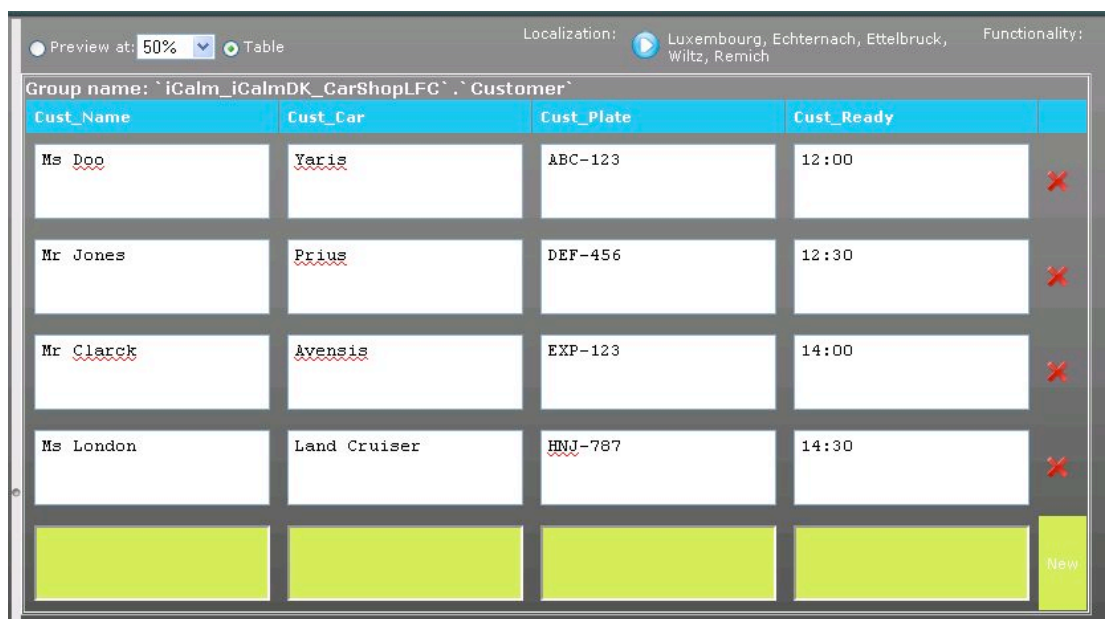 Preview at: 50% Table Localization: Luxembourg, Echternach, Ettelbruck, Functionality:
Wiltz, Remich
Group name: `iCalm_iCalmDK_CarShopLFC`.`Customer`
Cust_Name Cust_Car Cust_Plate Cust_Ready
Ms Doo Yaris ABC-123 12:00
Mr Jones Prius DEF-456 12:30
Mr Clarck Avensis EXP-123 14:00
Ms London Land Cruiser HNJ-787 14:30
New